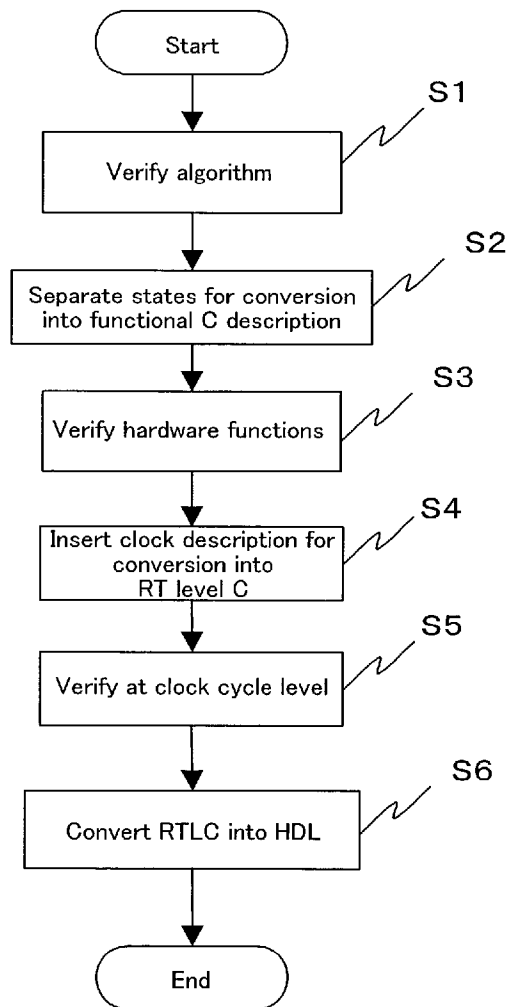 Start
S1
Verify algorithm
S2
Separate states for conversion
into functional C description
S3
Verify hardware functions
S4
Insert clock description for
conversion into
RT level C
S5
Verify at clock cycle level
S6
Convert RTLC into HDL
End